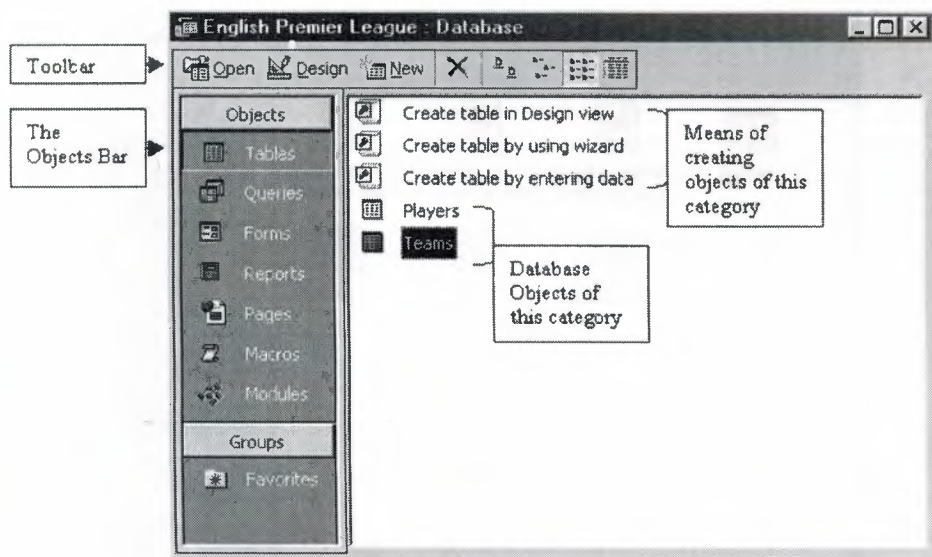 English Premier League : Database
Toolbar
Open Design New
The
Objects Bar
Objects
Tables
Queries
Forms
Reports
Pages
Macros
Modules
Groups
Favorites
Create table in Design view
Create table by using wizard
Create table by entering data
Players
Teams
Means of
creating
objects of this
category
Database
Objects of
this category